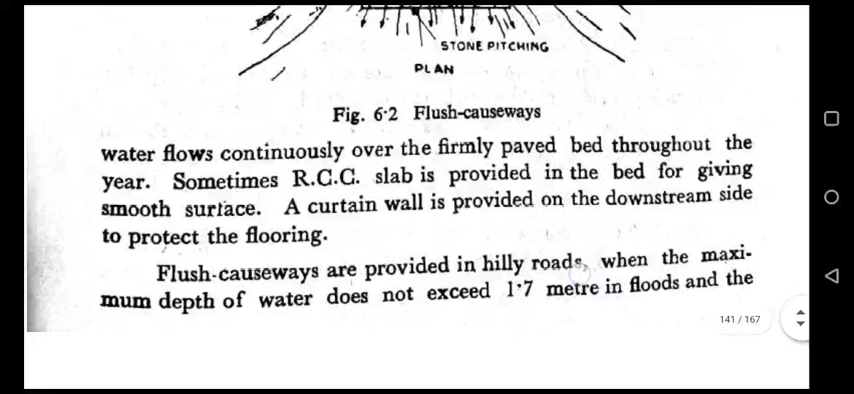 STONE PITCHING
PLAN
Fig. 6·2 Flush-causeways
water flows continuously over the firmly paved bed throughout the
year. Sometimes R.C.C. slab is provided in the bed for giving
smooth surface. A curtain wall is provided on the downstream side
to protect the flooring.
Flush-causeways are provided in hilly roads, when the maxi-
mum depth of water does not exceed 1·7 metre in floods and the
141 / 167